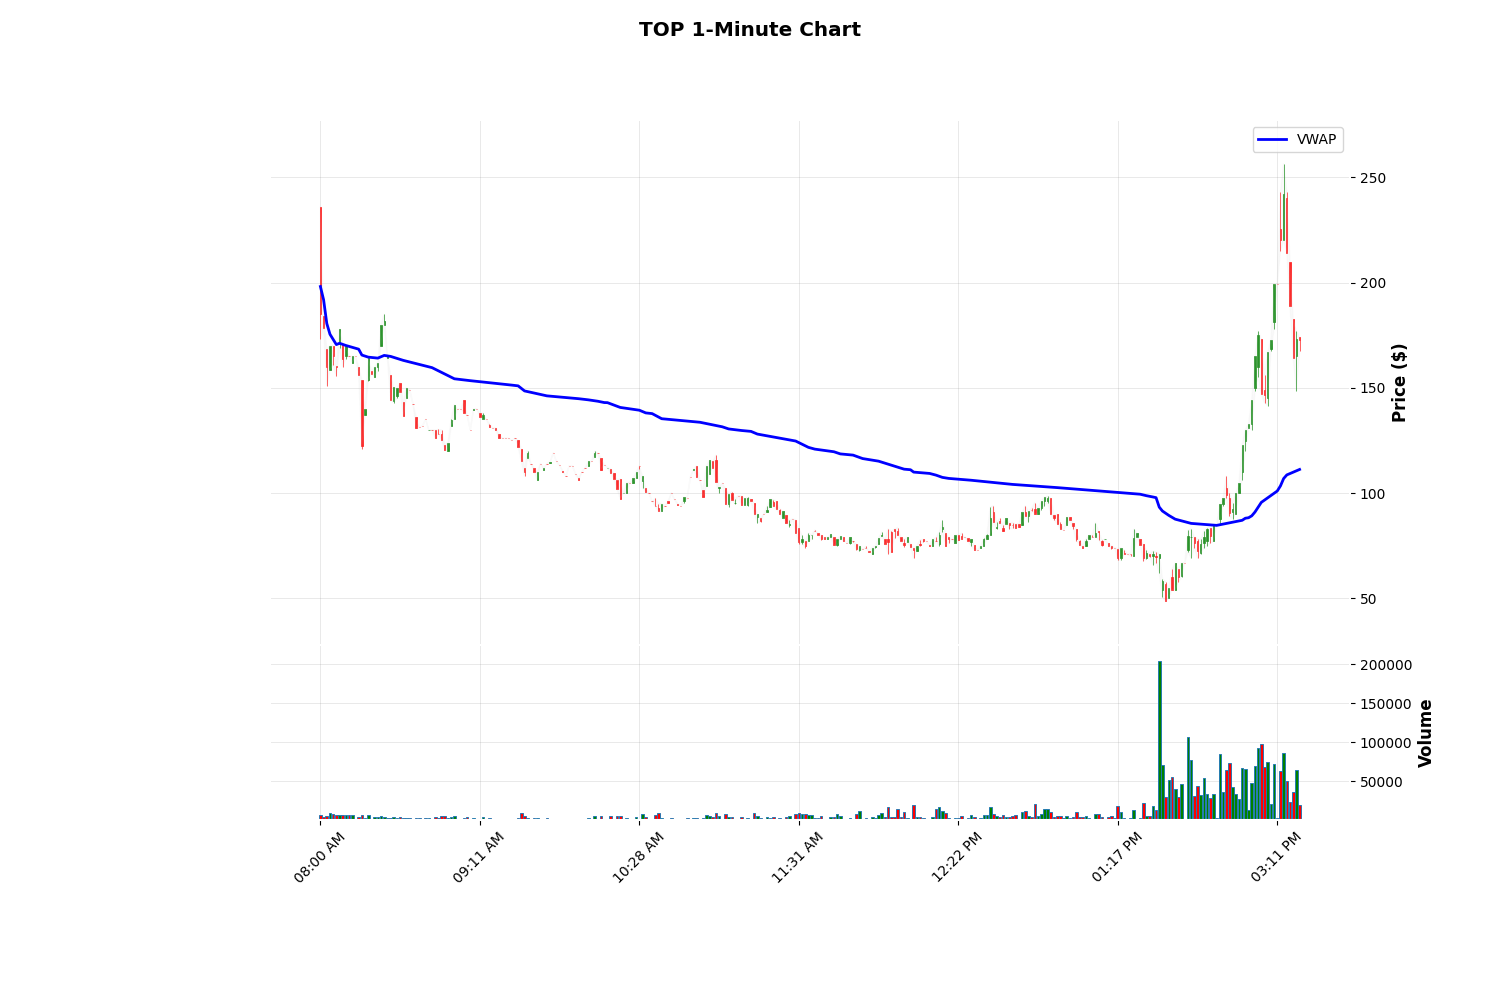 TOP 1-Minute Chart
VWAP
250
200
150
100
50
Price ($)
200000
150000
100000
50000
Volume
08:00 AM
09:11 AM
10:28 AM
11:31 AM
12:22 PM
01:17 PM
03:11 PM